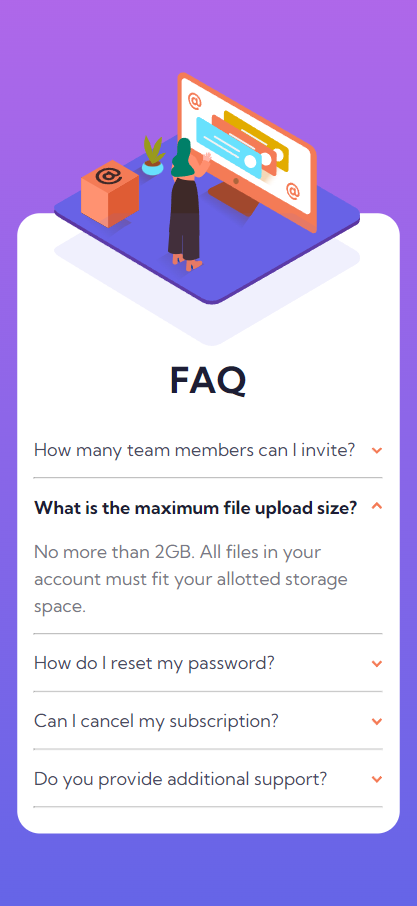 @
@
@
FAQ
How many team members can I invite?
What is the maximum file upload size?
No more than 2GB. All files in your
account must fit your allotted storage
space.
How do I reset my password?
Can I cancel my subscription?
Do you provide additional support?